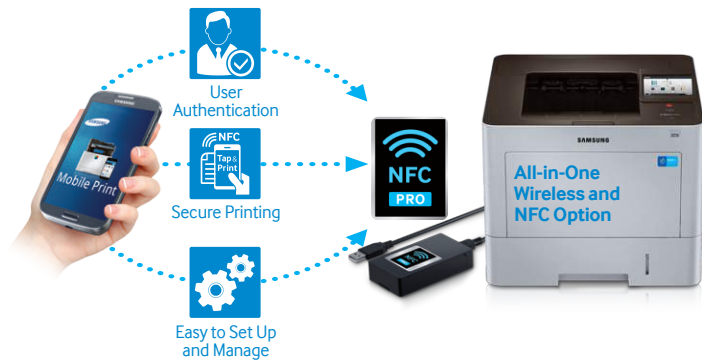 User
Authentication
SAMSUNG
SAMSUNG
Mobile Print
NFC
Tap &
Print
Secure Printing
NFC
PRO
SAMSUNG
All-in-One
Wireless and
NFC Option
Easy to Set Up
and Manage